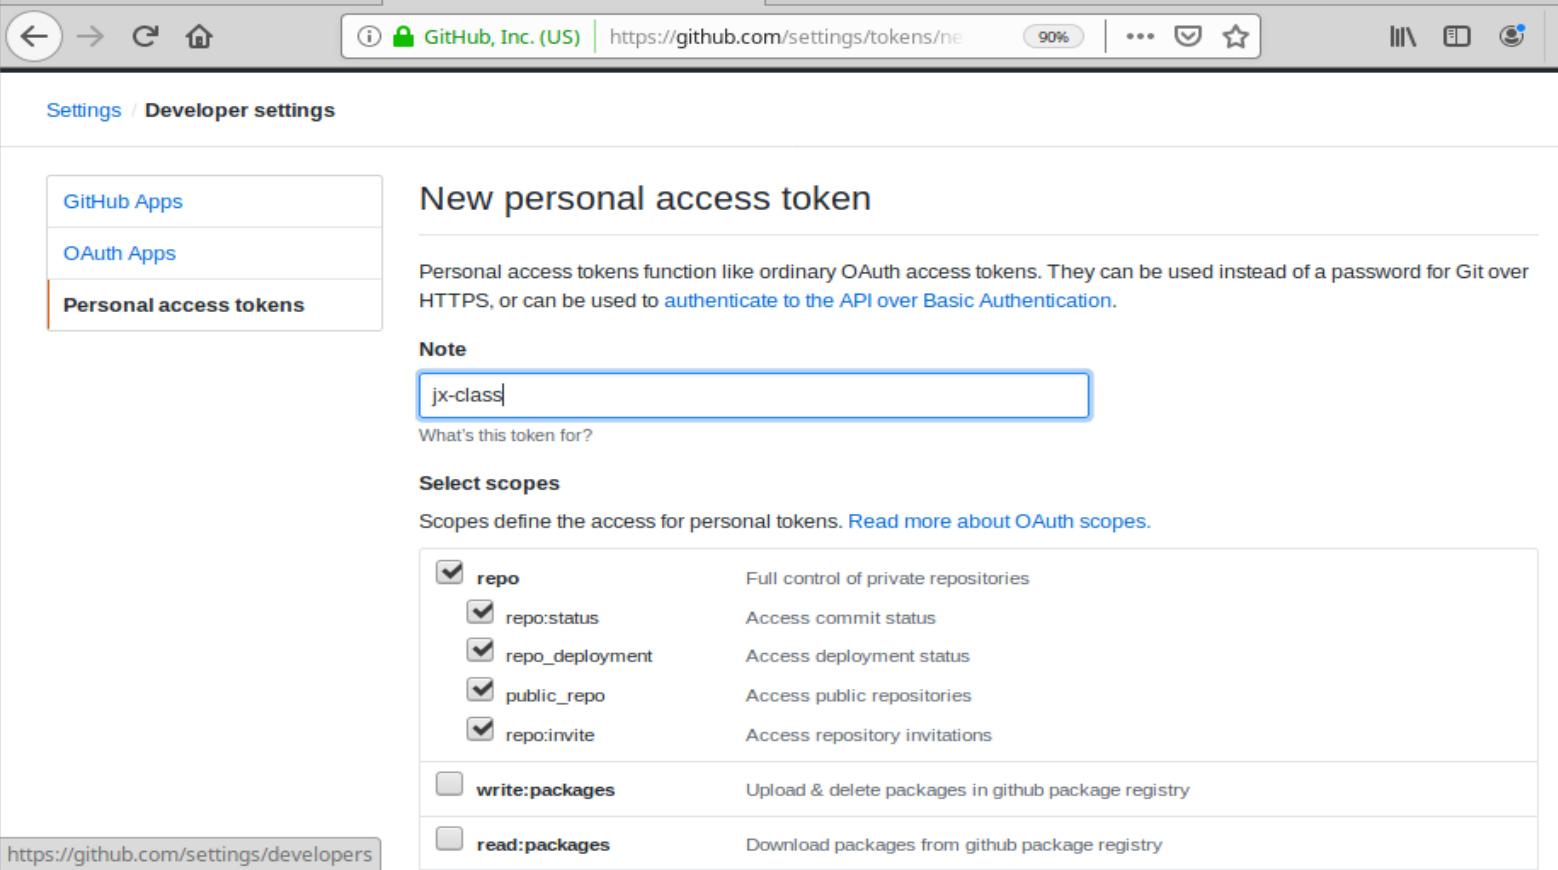 GitHub, Inc. (US) https://github.com/settings/tokens/ne 90%
Settings / Developer settings
GitHub Apps
OAuth Apps
Personal access tokens
New personal access token
Personal access tokens function like ordinary OAuth access tokens. They can be used instead of a password for Git over
HTTPS, or can be used to authenticate to the API over Basic Authentication.
Note
jx-class
What's this token for?
Select scopes
Scopes define the access for personal tokens. Read more about OAuth scopes.
repo Full control of private repositories
repo:status Access commit status
repo_deployment Access deployment status
public_repo Access public repositories
repo:invite Access repository invitations
write:packages Upload & delete packages in github package registry
read:packages Download packages from github package registry
https://github.com/settings/developers